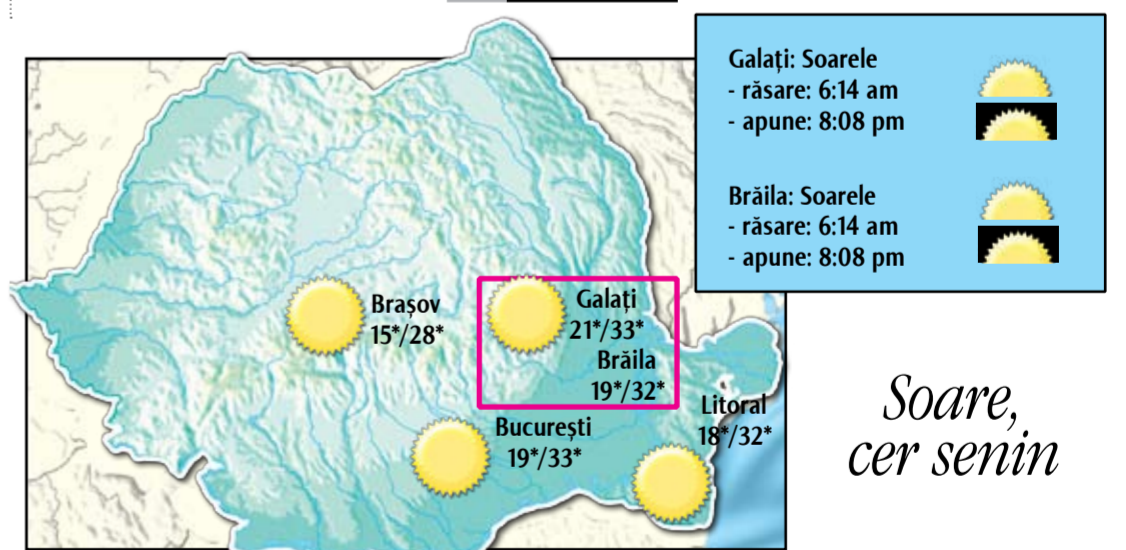 Galați: Soarele
- răsare: 6:14 am
- apune: 8:08 pm
Brăila: Soarele
- răsare: 6:14 am
- apune: 8:08 pm
Brașov
15*/28*
Galați
21*/33*
Brăila
19*/32*
Litoral
18*/32*
București
19*/33*
Soare,
cer senin